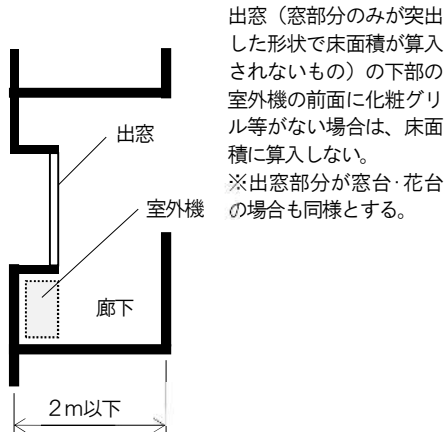 出窓（窓部分のみが突出
した形状で床面積が算入
されないもの）の下部の
室外機の前面に化粧グリ
ル等がない場合は、床面
積に算入しない。
※出窓部分が窓台·花台
の場合も同様とする。
出窓
室外機
廊下
2m以下